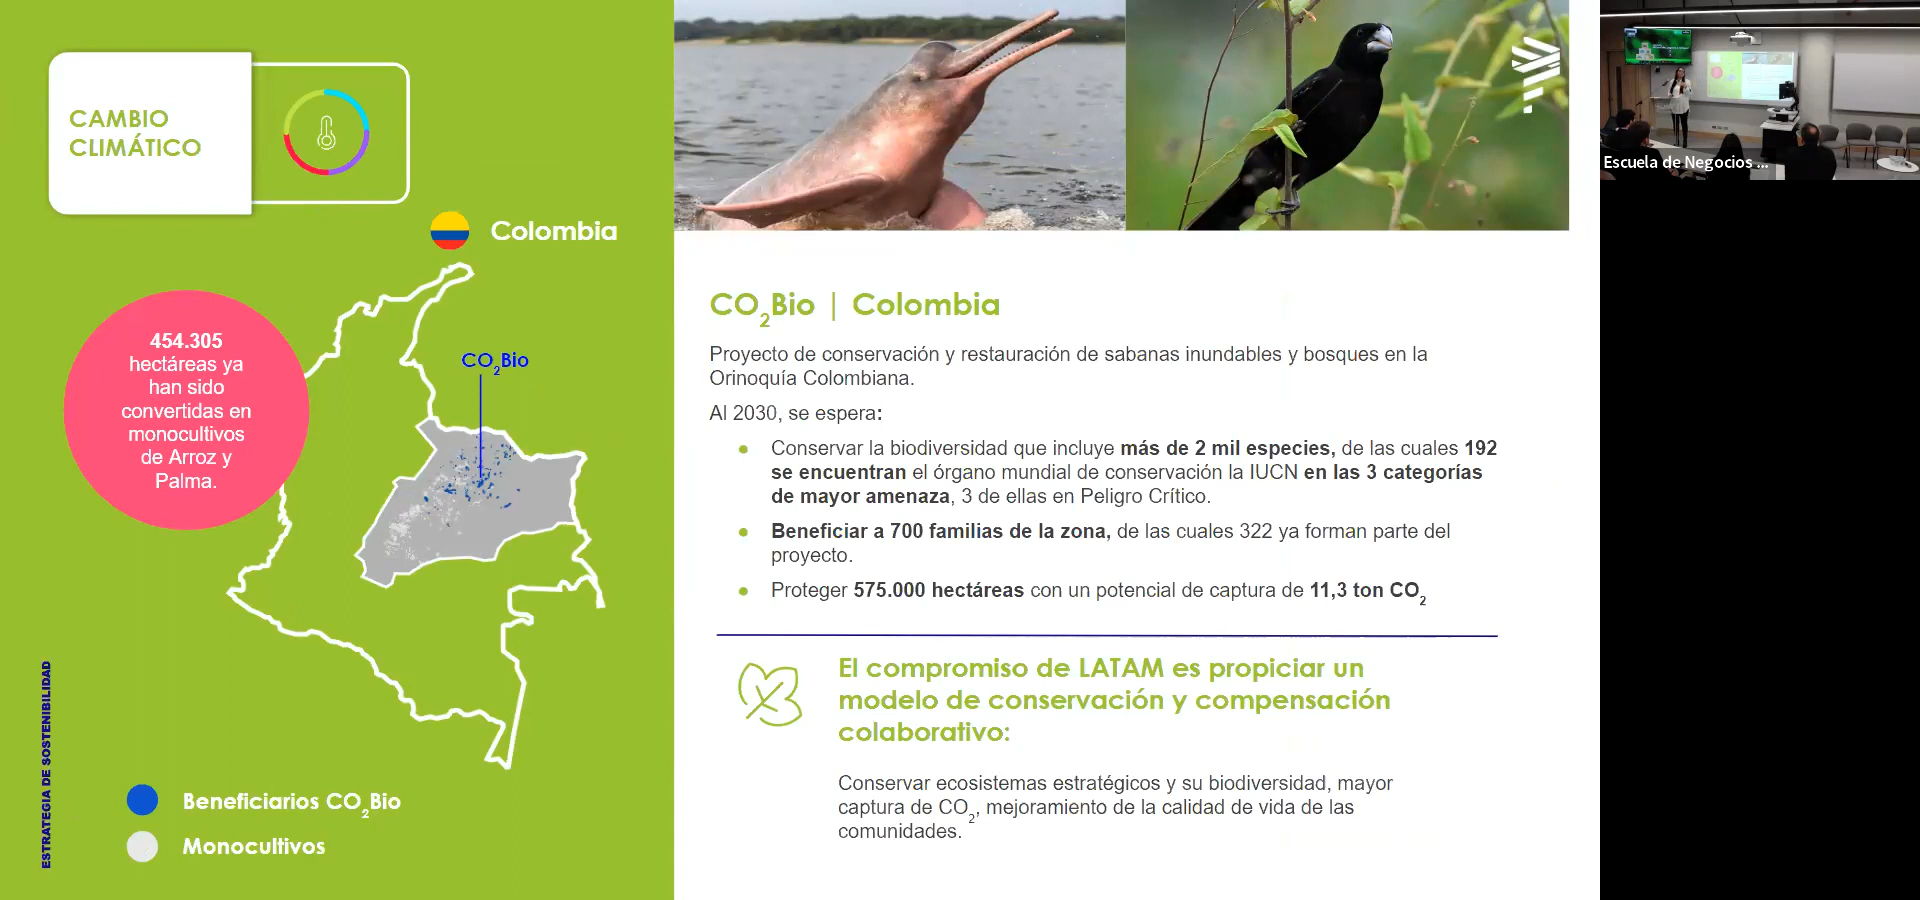 CAMBIO
CLIMÁTICO
Colombia
454.305
hectáreas ya
han sido
convertidas en
monocultivos
de Arroz y
Palma.
CO2Bio
Beneficiarios CO2Bio
Monocultivos
ESTRATEGIA DE SOSTENIBILIDAD
CO2Bio | Colombia
Proyecto de conservación y restauración de sabanas inundables y bosques en la
Orinoquía Colombiana.
Al 2030, se espera:
• Conservar la biodiversidad que incluye más de 2 mil especies, de las cuales 192
se encuentran el órgano mundial de conservación la IUCN en las 3 categorías
de mayor amenaza, 3 de ellas en Peligro Crítico.
• Beneficiar a 700 familias de la zona, de las cuales 322 ya forman parte del
proyecto.
• Proteger 575.000 hectáreas con un potencial de captura de 11,3 ton CO2
El compromiso de LATAM es propiciar un
modelo de conservación y compensación
colaborativo:
Conservar ecosistemas estratégicos y su biodiversidad, mayor
captura de CO2, mejoramiento de la calidad de vida de las
comunidades.
Escuela de Negocios ...